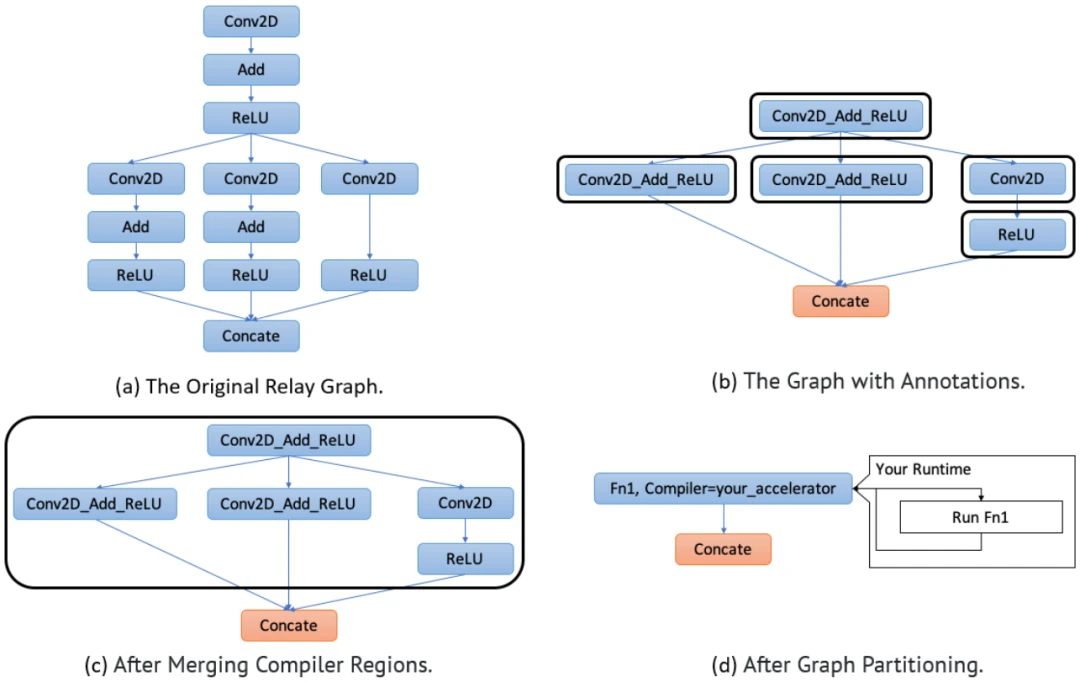 Conv2D
Add
ReLU
Conv2D Conv2D Conv2D
Add Add
ReLU ReLU ReLU
Concate
(a) The Original Relay Graph.
Conv2D_Add_ReLU
Conv2D_Add_ReLU Conv2D_Add_ReLU Conv2D
ReLU
Concate
(b) The Graph with Annotations.
Conv2D_Add_ReLU
Conv2D_Add_ReLU Conv2D_Add_ReLU Conv2D
ReLU
Concate
(c) After Merging Compiler Regions.
Your Runtime
Fn1, Compiler=your_accelerator
Run Fn1
Concate
(d) After Graph Partitioning.